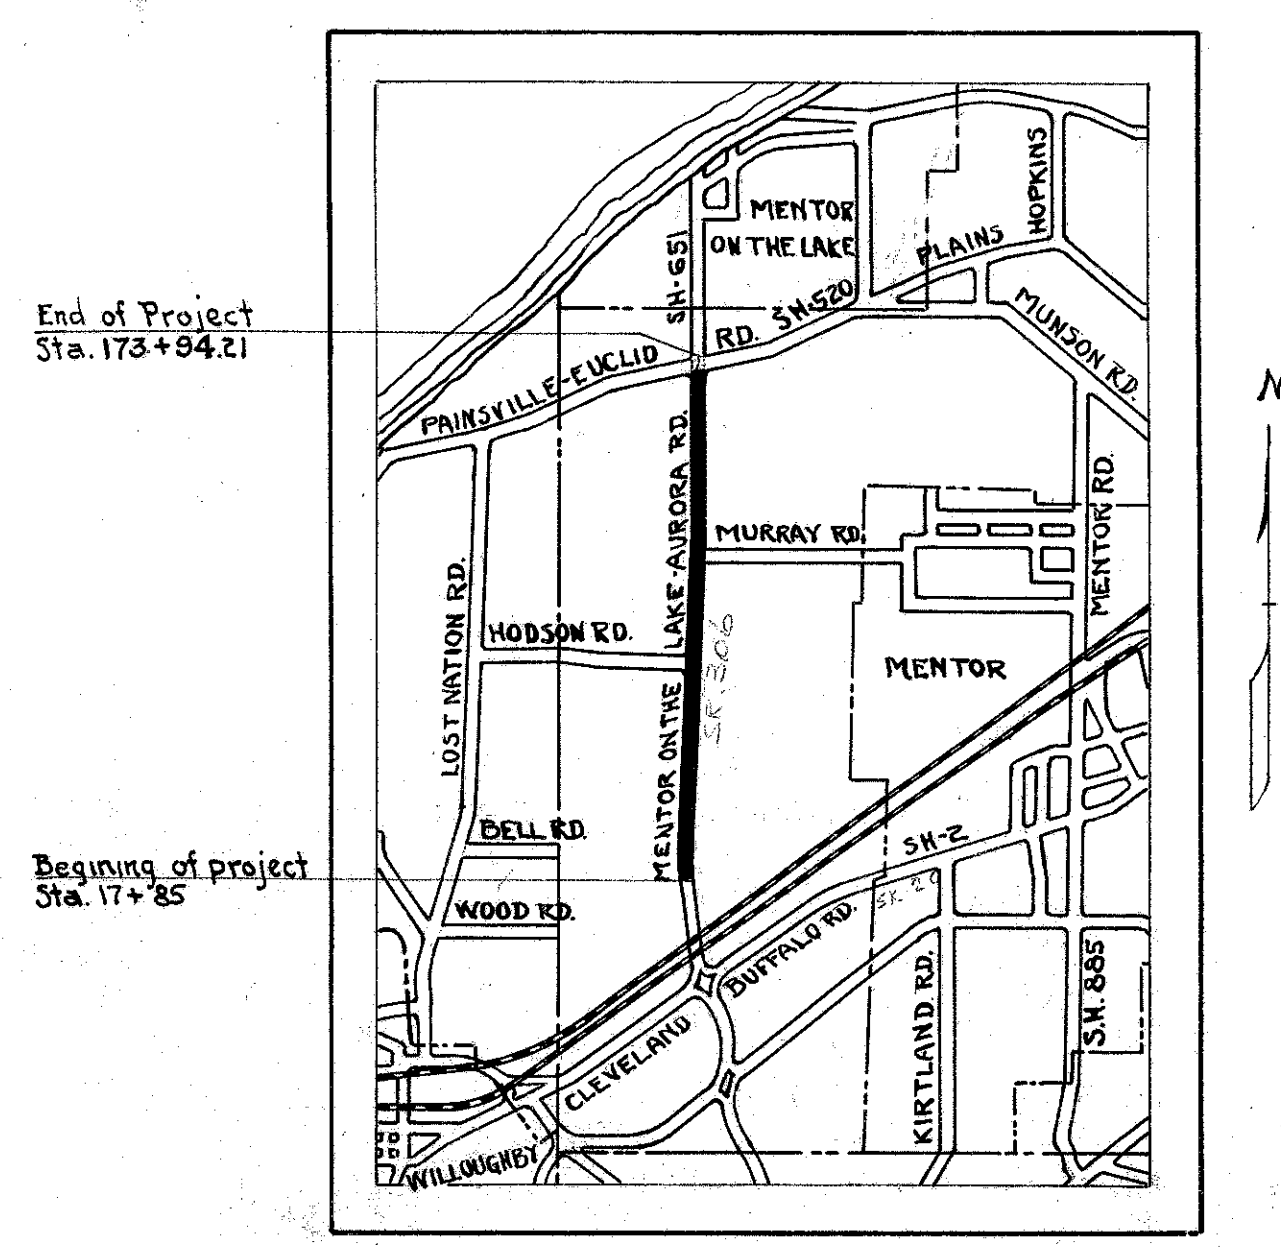 HOPKINS
MENTOR
ON THE LAKE
PLAINS
SH-651
SH-520
End of Project
Sta. 173+94.21
RD.
MUNSON RD.
PAINSVILLE-EUCLID
N
LAKE-AURORA RD.
MURRAY RD.
MENTOR RD.
LOST NATION RD.
HODSON RD.
SR. 306
MENTOR
MENTOR ON THE
BELL RD.
SH-2
Begining of project
Sta. 17+85
SR. 20
WOOD RD.
BUFFALO RD.
KIRTLAND RD.
S.H. 885
CLEVELAND
WILLOUGHBY